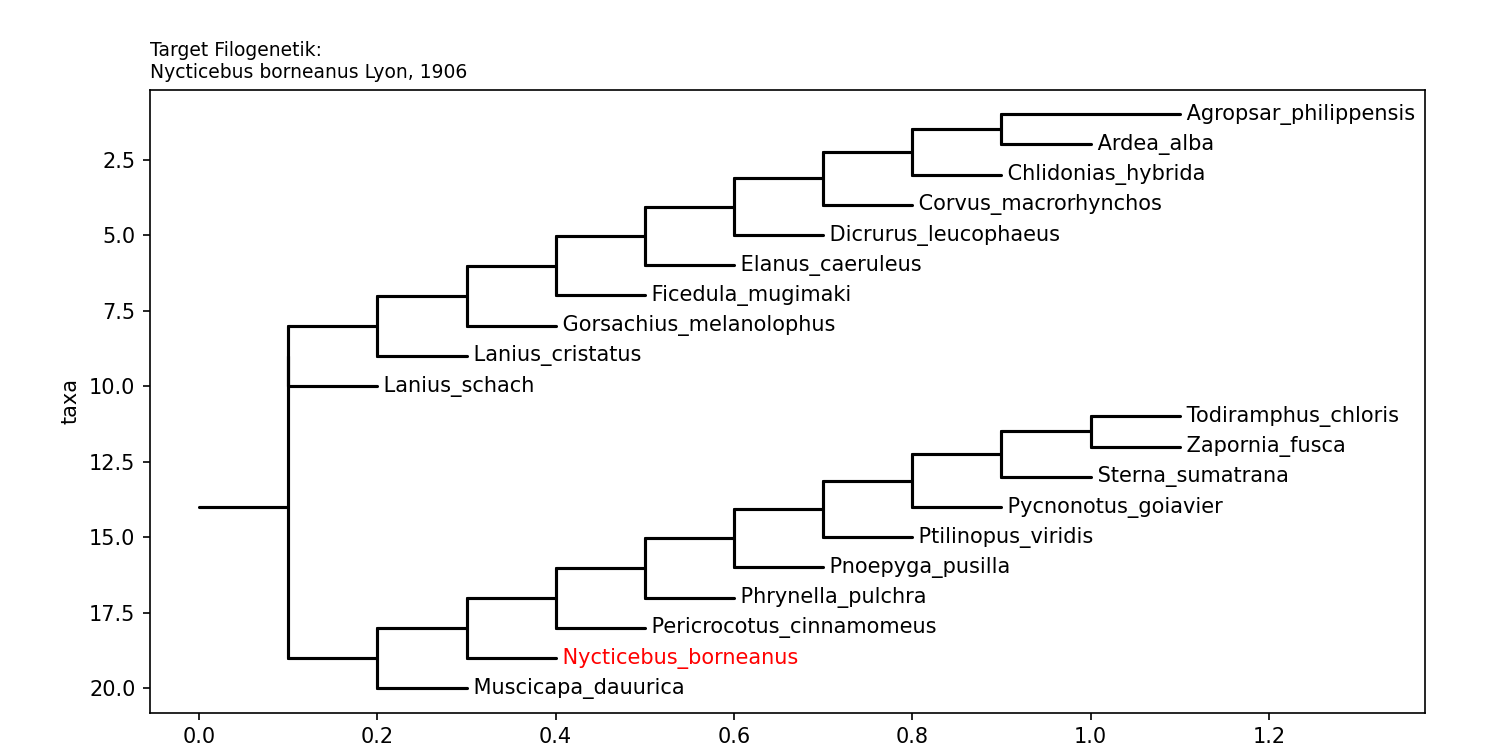 Target Filogenetik:
Nycticebus borneanus Lyon, 1906
Agropsar_philippensis
Ardea_alba
2.5
Chlidonias_hybrida
Corvus_macrorhynchos
5.0
Dicrurus_leucophaeus
Elanus_caeruleus
Ficedula_mugimaki
7.5
Gorsachius_melanolophus
Lanius_cristatus
taxa
10.0
Lanius_schach
Todiramphus_chloris
Zapornia_fusca
12.5
Sterna_sumatrana
Pycnonotus_goiavier
15.0
Ptilinopus_viridis
Pnoepyga_pusilla
Phrynella_pulchra
17.5
Pericrocotus_cinnamomeus
Nycticebus_borneanus
20.0
Muscicapa_dauurica
0.0 0.2 0.4 0.6 0.8 1.0 1.2